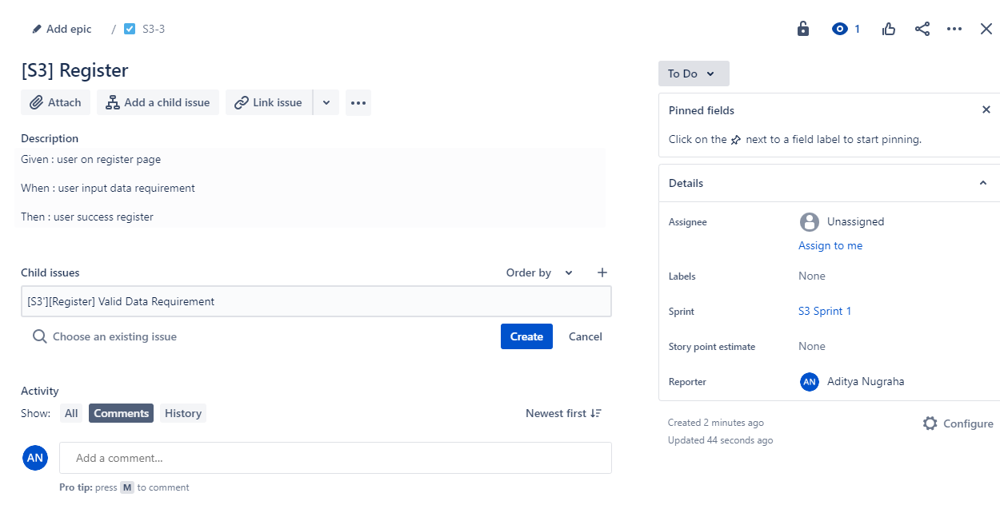 Add epic / S3-3
1
[S3] Register
To Do
Attach Add a child issue Link issue
Pinned fields
Click on the next to a field label to start pinning.
Description
Given : user on register page
When : user input data requirement
Then : user success register
Details
Assignee Unassigned
Assign to me
Labels None
Sprint S3 Sprint 1
Story point estimate None
Reporter AN Aditya Nugraha
Created 2 minutes ago
Updated 44 seconds ago
Configure
Child issues Order by
[S3'][Register] Valid Data Requirement
Choose an existing issue Create Cancel
Activity
Show: All Comments History Newest first
AN Add a comment...
Pro tip: press M to comment